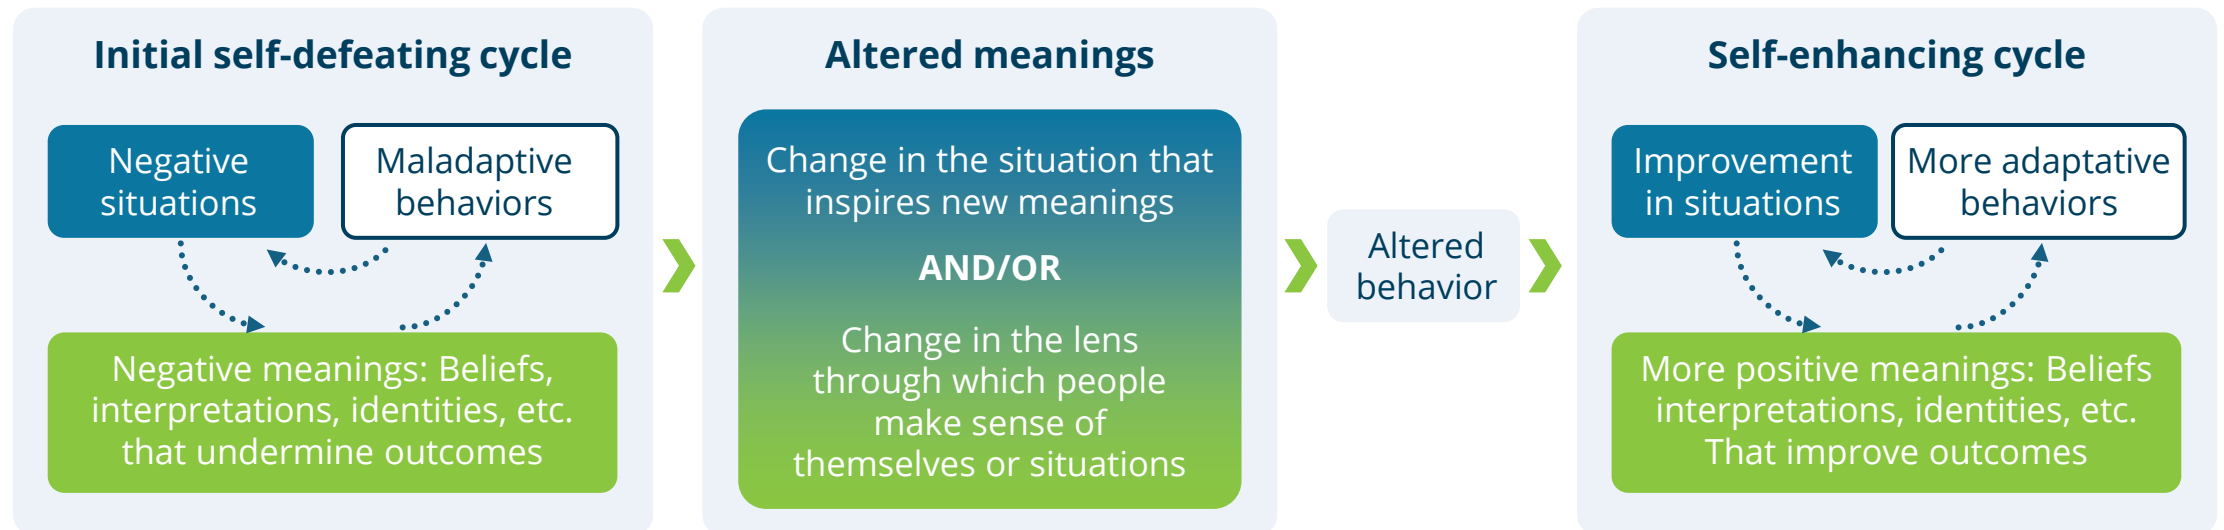 Initial self-defeating cycle
Negative
situations
Maladaptive
behaviors
Negative meanings: Beliefs,
interpretations, identities, etc.
that undermine outcomes
Altered meanings
Change in the situation that
inspires new meanings
AND/OR
Change in the lens
through which people
make sense of
themselves or situations
Altered
behavior
Self-enhancing cycle
Improvement
in situations
More adaptative
behaviors
More positive meanings: Beliefs
interpretations, identities, etc.
That improve outcomes